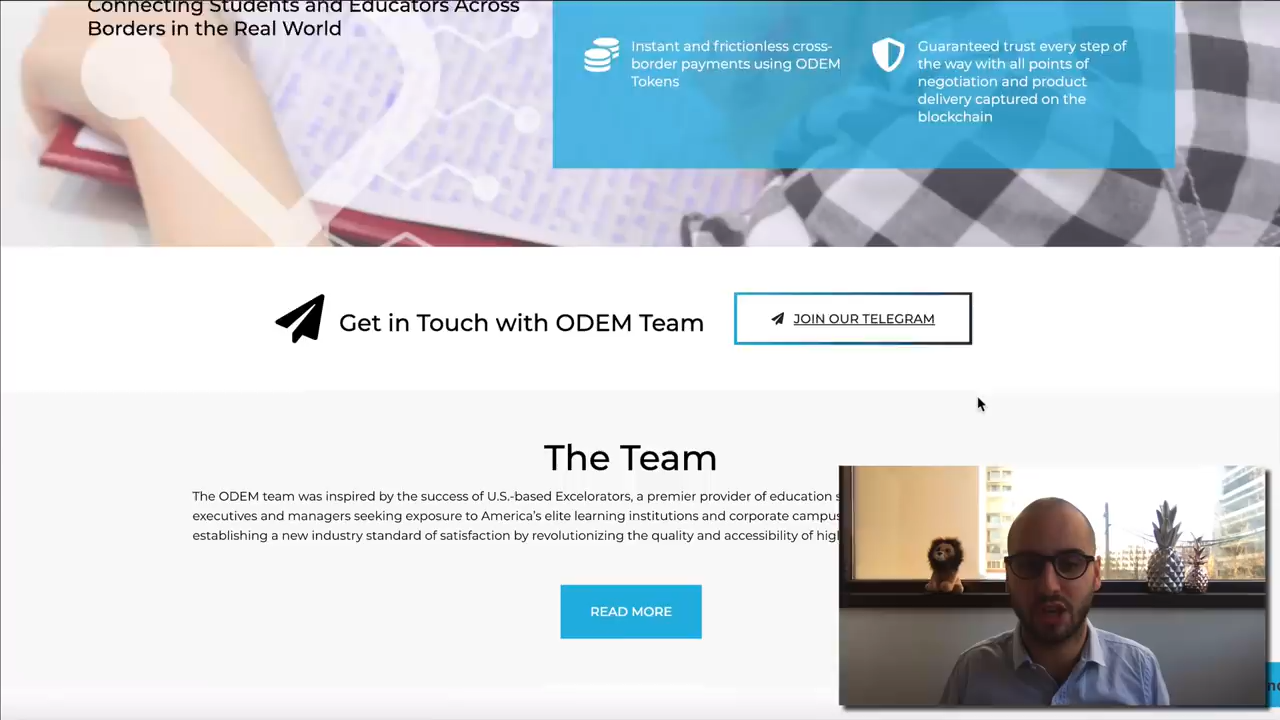 Connecting Students and Educators Across
Borders in the Real World
Instant and frictionless cross-
border payments using ODEM
Tokens
Guaranteed trust every step of
the way with all points of
negotiation and product
delivery captured on the
blockchain
Get in Touch with ODEM Team
JOIN OUR TELEGRAM
The Team
The ODEM team was inspired by the success of U.S.-based Excelorators, a premier provider of education
executives and managers seeking exposure to America's elite learning institutions and corporate
establishing a new industry standard of satisfaction by revolutionizing the quality and accessibility of
READ MORE